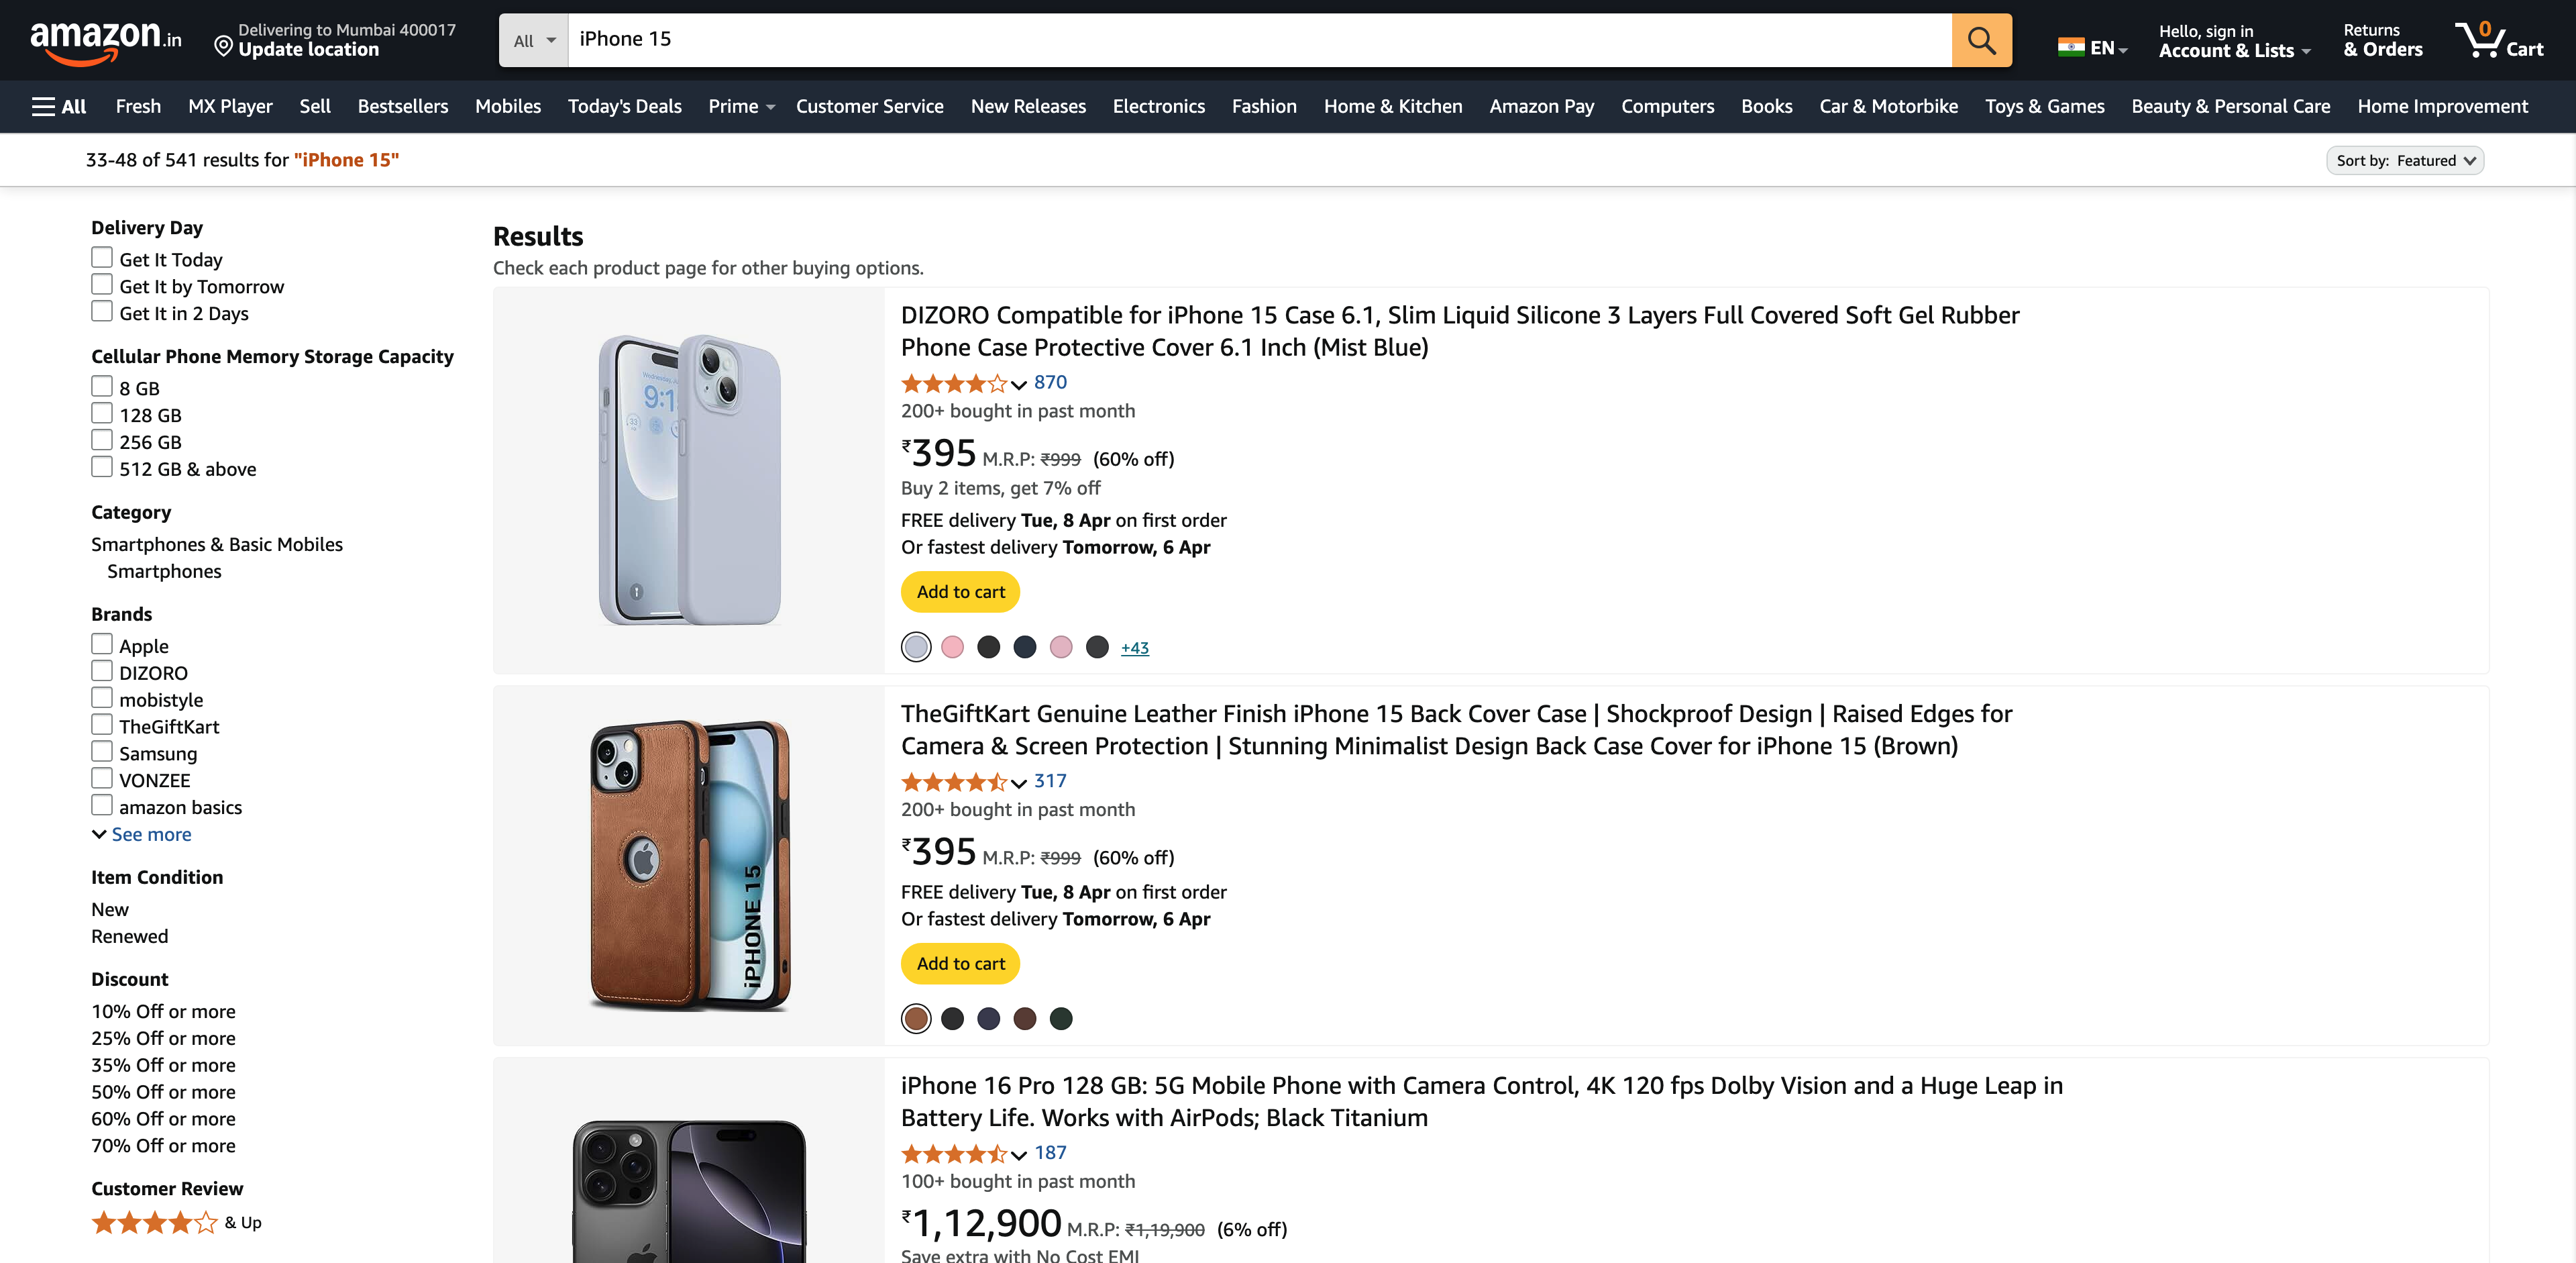 amazon.in
Delivering to Mumbai 400017
Update location
All
iPhone 15
EN
Hello, sign in
Account & Lists
Returns
& Orders
0
Cart
All Fresh MX Player Sell Bestsellers Mobiles Today's Deals Prime Customer Service New Releases Electronics Fashion Home & Kitchen Amazon Pay Computers Books Car & Motorbike Toys & Games Beauty & Personal Care Home Improvement
33-48 of 541 results for "iPhone 15"
Sort by: Featured
Delivery Day
Get It Today
Get It by Tomorrow
Get It in 2 Days
Cellular Phone Memory Storage Capacity
8 GB
128 GB
256 GB
512 GB & above
Category
Smartphones & Basic Mobiles
Smartphones
Brands
Apple
DIZORO
mobistyle
TheGiftKart
Samsung
VONZEE
amazon basics
See more
Item Condition
New
Renewed
Discount
10% Off or more
25% Off or more
35% Off or more
50% Off or more
60% Off or more
70% Off or more
Customer Review
& Up
Results
Check each product page for other buying options.
DIZORO Compatible for iPhone 15 Case 6.1, Slim Liquid Silicone 3 Layers Full Covered Soft Gel Rubber
Phone Case Protective Cover 6.1 Inch (Mist Blue)
870
200+ bought in past month
₹395 M.R.P: ₹999 (60% off)
Buy 2 items, get 7% off
FREE delivery Tue, 8 Apr on first order
Or fastest delivery Tomorrow, 6 Apr
Add to cart
+43
TheGiftKart Genuine Leather Finish iPhone 15 Back Cover Case | Shockproof Design | Raised Edges for
Camera & Screen Protection | Stunning Minimalist Design Back Case Cover for iPhone 15 (Brown)
317
200+ bought in past month
₹395 M.R.P: ₹999 (60% off)
FREE delivery Tue, 8 Apr on first order
Or fastest delivery Tomorrow, 6 Apr
Add to cart
iPHONE 15
iPhone 16 Pro 128 GB: 5G Mobile Phone with Camera Control, 4K 120 fps Dolby Vision and a Huge Leap in
Battery Life. Works with AirPods; Black Titanium
187
100+ bought in past month
₹1,12,900 M.R.P: ₹1,19,900 (6% off)
Save extra with No Cost EMI